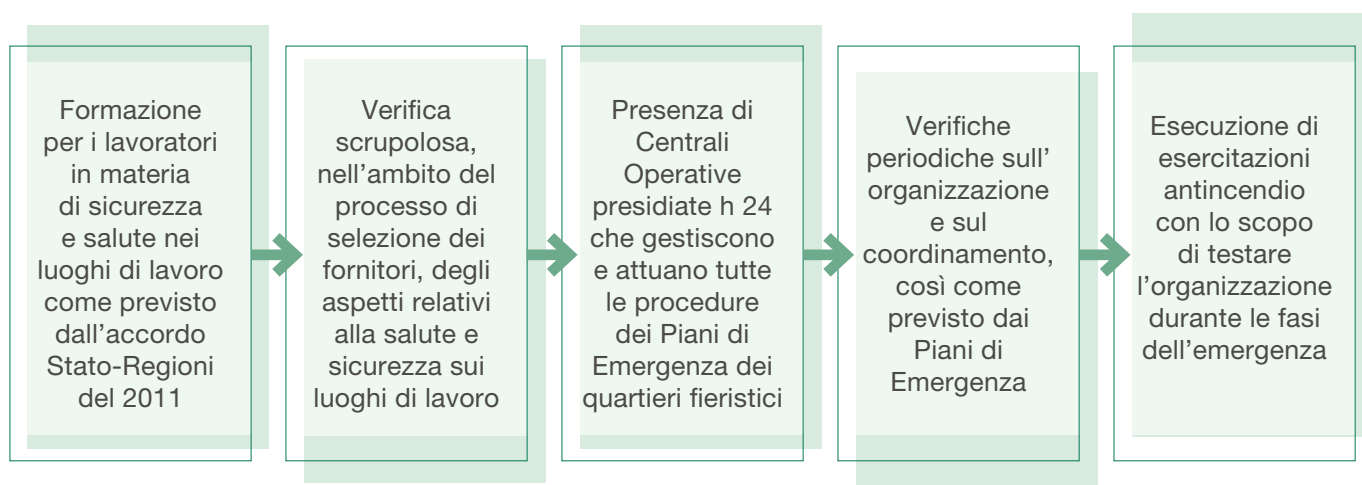 Formazione
per i lavoratori
in materia
di sicurezza
e salute nei
luoghi di lavoro
come previsto
dall’accordo
Stato-Regioni
del 2011
Verifica
scrupolosa,
nell’ambito del
processo di
selezione dei
fornitori, degli
aspetti relativi
alla salute e
sicurezza sui
luoghi di lavoro
Presenza di
Centrali
Operative
presidiate h 24
che gestiscono
e attuano tutte
le procedure
dei Piani di
Emergenza dei
quartieri fieristici
Verifiche
periodiche sull’
organizzazione
e sul
coordinamento,
così come
previsto dai
Piani di
Emergenza
Esecuzione di
esercitazioni
antincendio
con lo scopo
di testare
l’organizzazione
durante le fasi
dell’emergenza